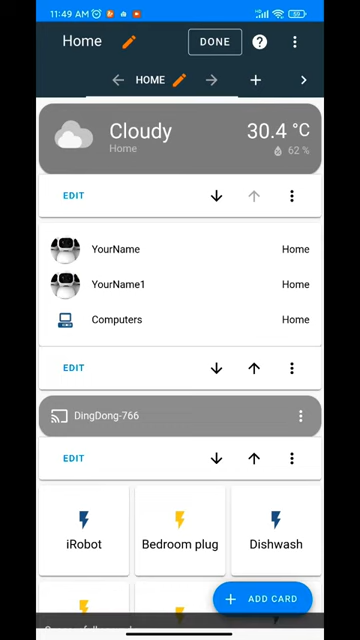 11:49 AM
69
Home
DONE
HOME
Cloudy
Home
30.4 °C
62 %
EDIT
YourName
Home
YourName1
Home
Computers
Home
EDIT
DingDong-766
EDIT
iRobot
Bedroom plug
Dishwash
ADD CARD